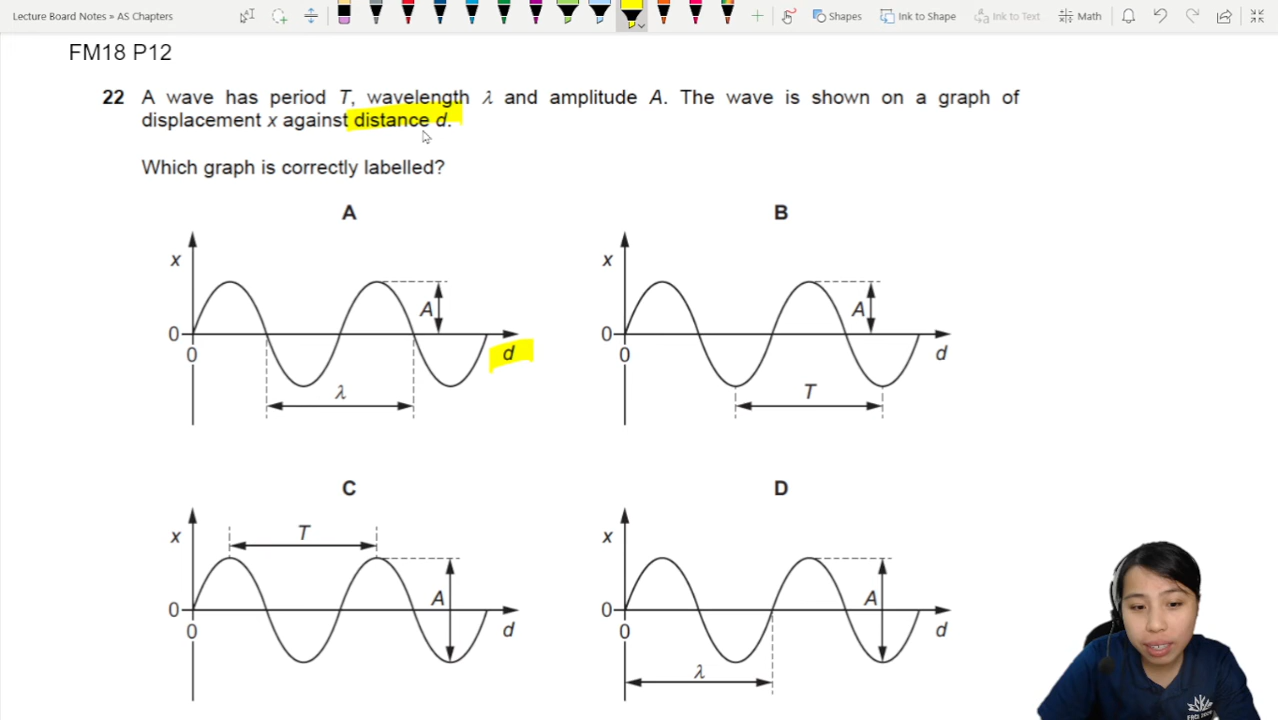 Lecture Board Notes » AS Chapters
Shapes
Ink to Shape
Ink to Text
Math
FM18 P12
22 A wave has period T, wavelength λ and amplitude A. The wave is shown on a graph of
displacement x against distance d.
Which graph is correctly labelled?
A
x
A
0
0
d
λ
B
x
A
0
0
d
T
C
x
T
A
0
0
d
D
x
A
0
0
d
λ